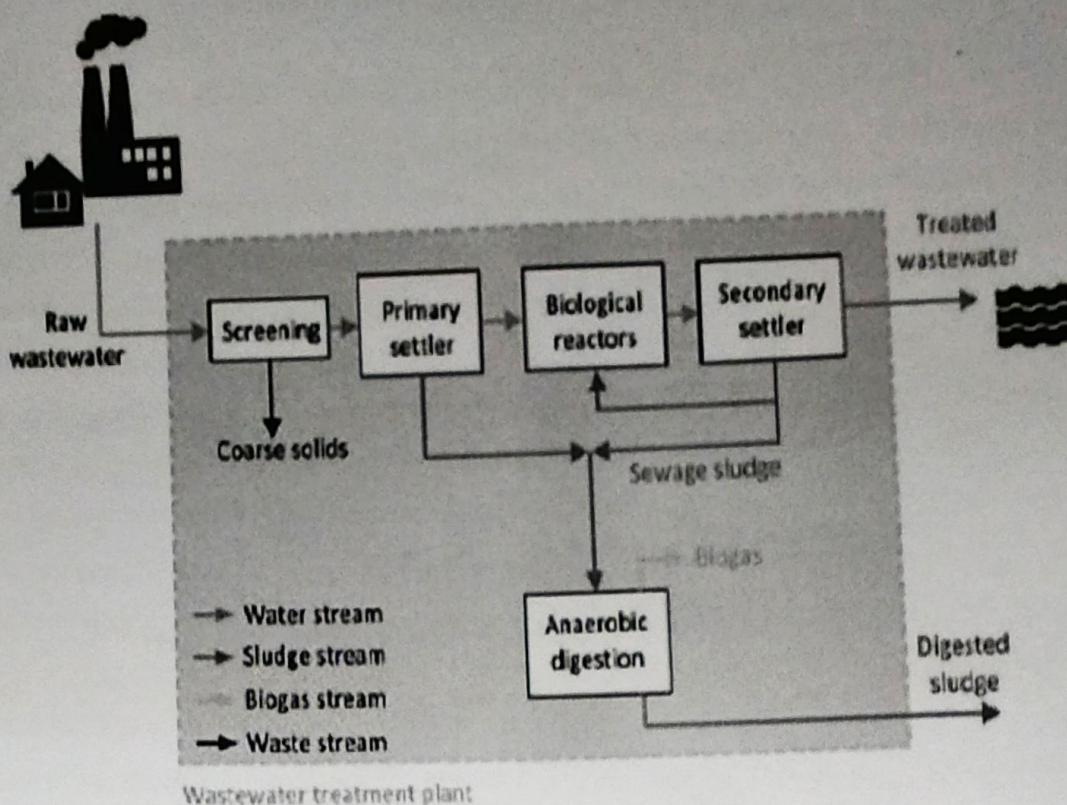 Treated
wastewater
Raw
wastewater
Screening
Primary
settler
Biological
reactors
Secondary
settler
Coarse solids
Sewage sludge
Biogas
Anaerobic
digestion
Water stream
Sludge stream
Biogas stream
Waste stream
Digested
sludge
Wastewater treatment plant